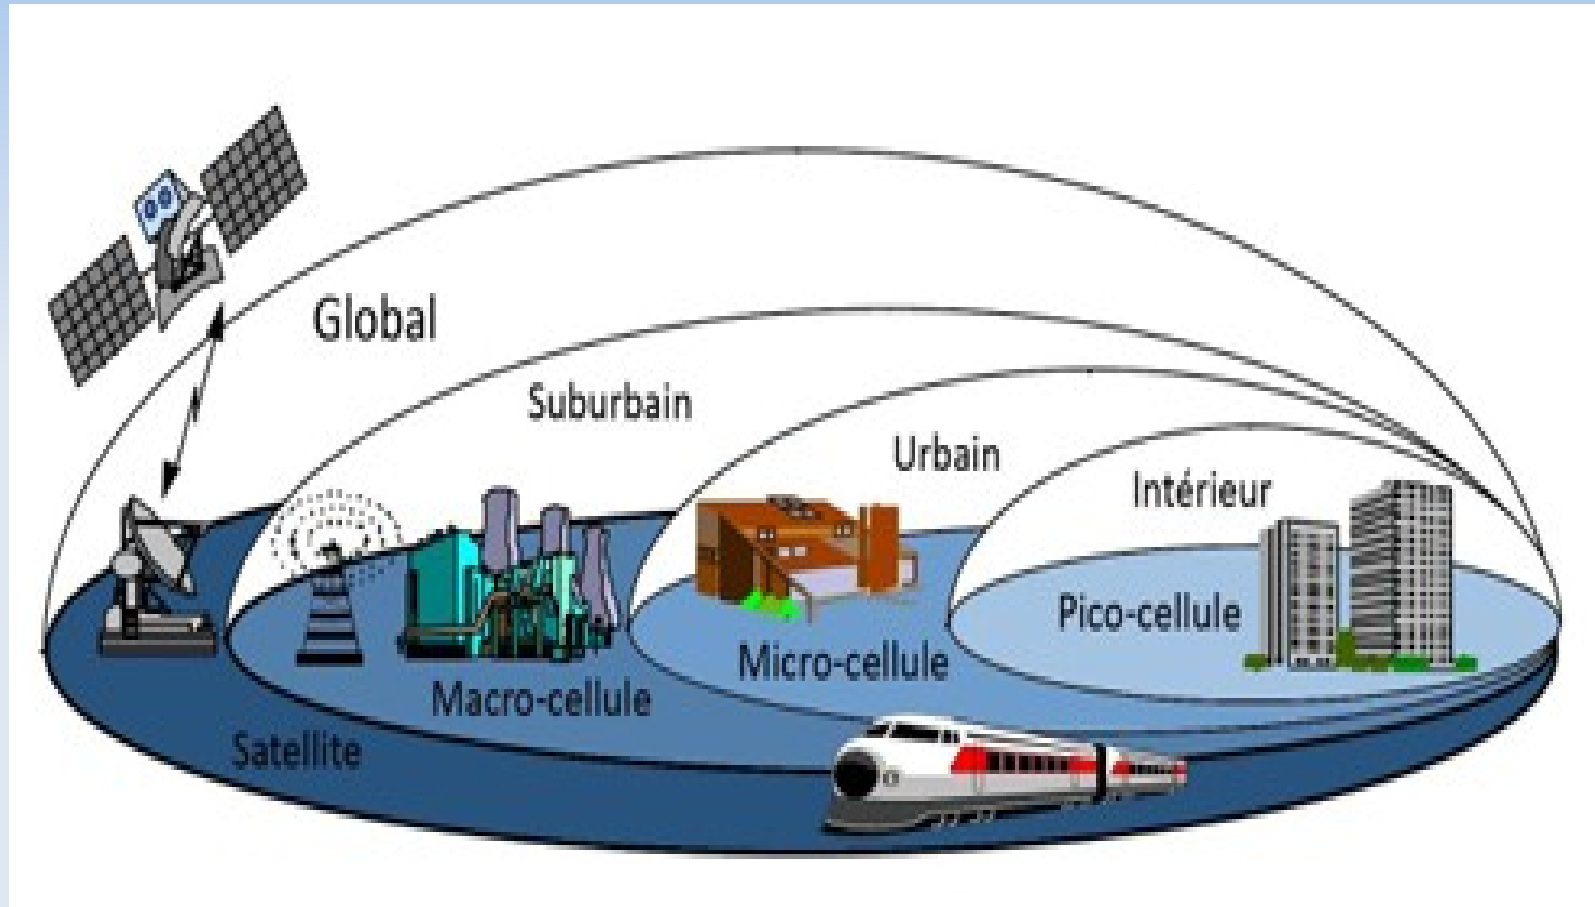 Global
Suburbain
Urbain
Intérieur
Pico-cellule
Micro-cellule
Macro-cellule
Satellite